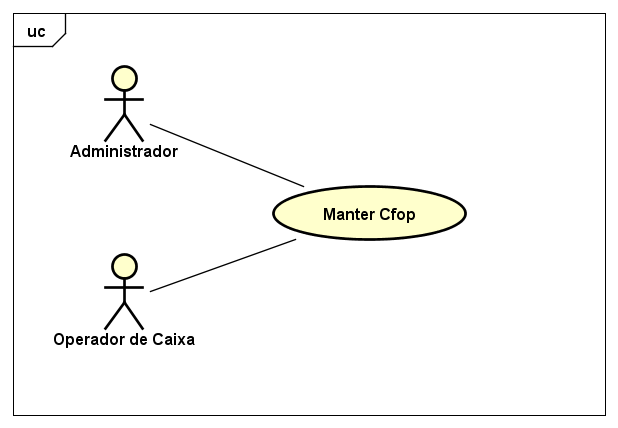 uc
Administrador
Manter Cfop
Operador de Caixa